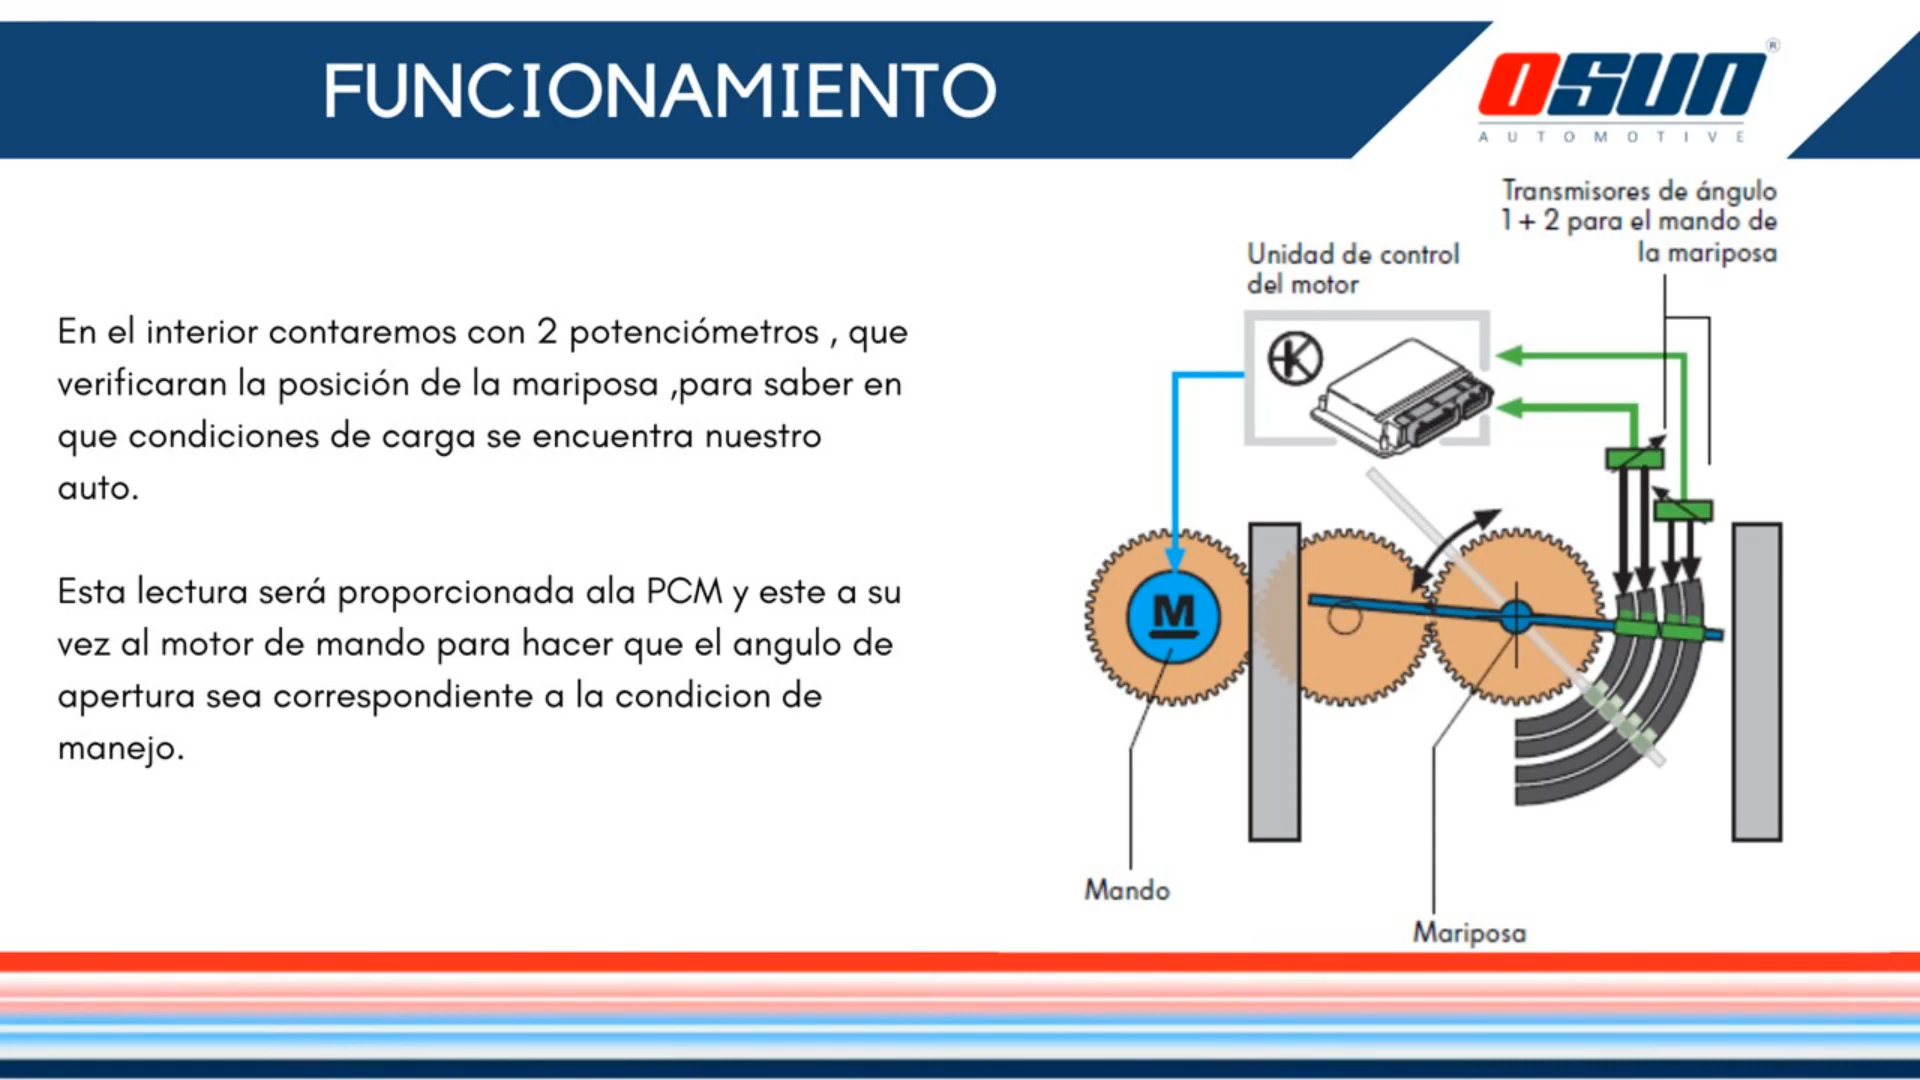 FUNCIONAMIENTO
OSUN®
AUTOMOTIVE
En el interior contaremos con 2 potenciómetros , que
verificaran la posición de la mariposa ,para saber en
que condiciones de carga se encuentra nuestro
auto.
Esta lectura será proporcionada ala PCM y este a su
vez al motor de mando para hacer que el angulo de
apertura sea correspondiente a la condicion de
manejo.
Transmisores de ángulo
1 + 2 para el mando de
la mariposa
Unidad de control
del motor
M
Mando
Mariposa